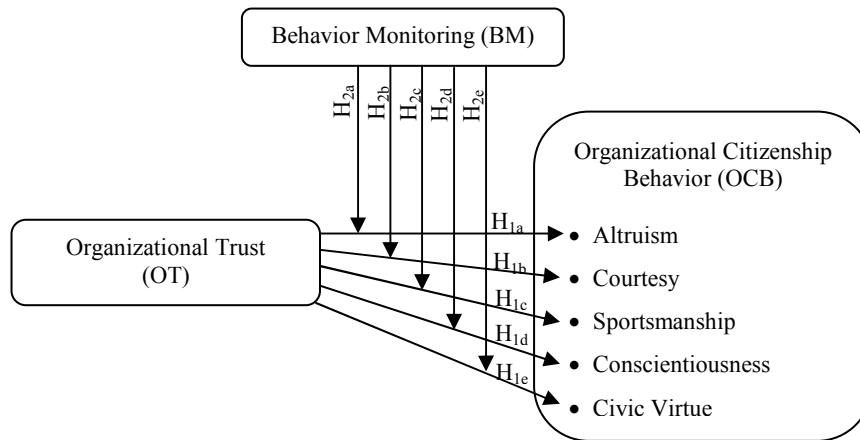 Behavior Monitoring (BM)
H2a
H2b
H2c
H2d
H2e
Organizational Citizenship
Behavior (OCB)
Organizational Trust
(OT)
H1a
• Altruism
H1b
• Courtesy
H1c
• Sportsmanship
H1d
• Conscientiousness
H1e
• Civic Virtue